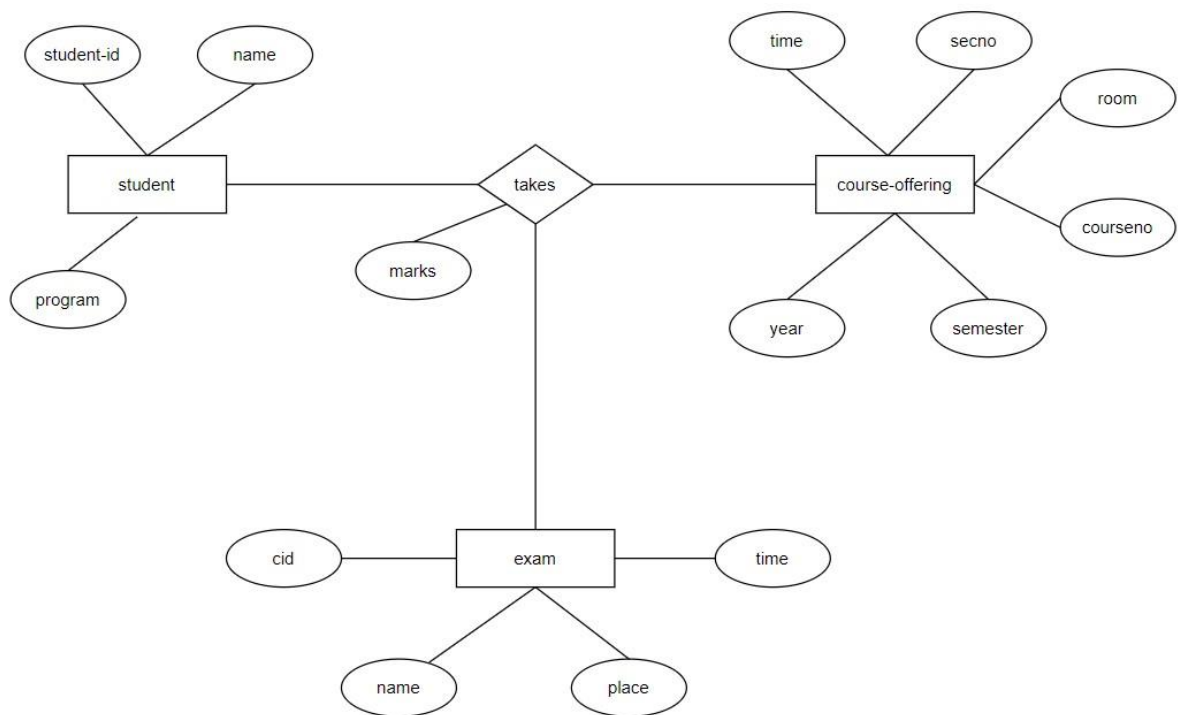 student-id
name
time
secno
room
student
takes
course-offering
courseno
marks
program
year
semester
cid
exam
time
name
place